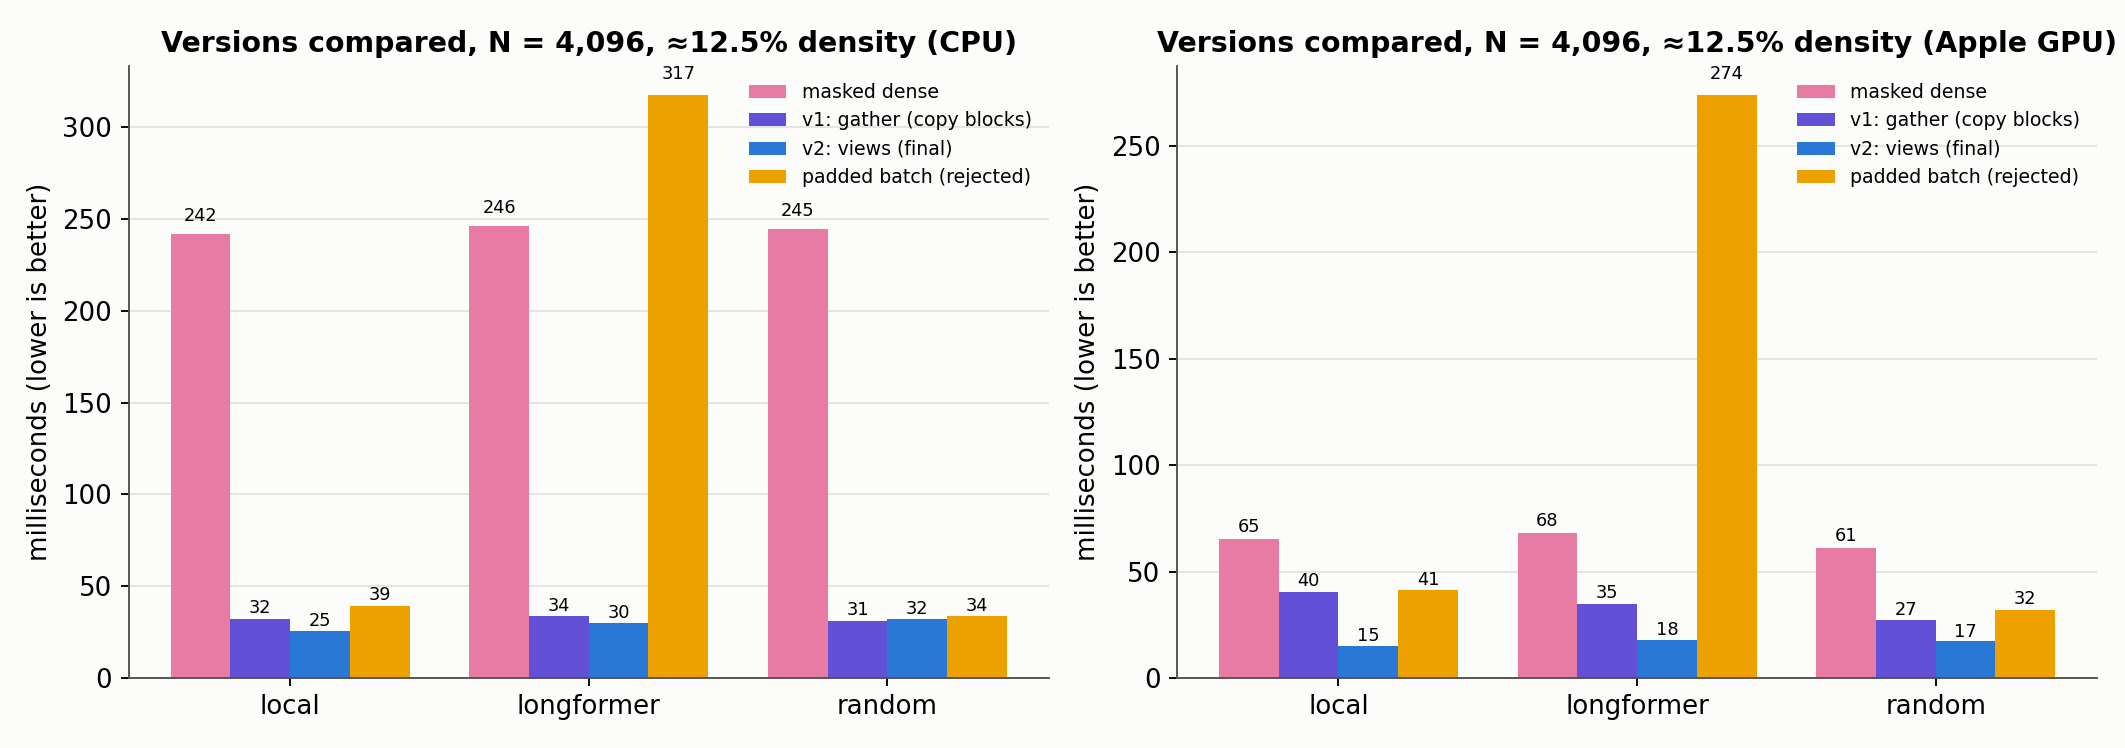 Versions compared, N = 4,096, ≈12.5% density (CPU)
milliseconds (lower is better)
300
250
200
150
100
50
0
masked dense
v1: gather (copy blocks)
v2: views (final)
padded batch (rejected)
242
32
25
39
246
34
30
317
245
31
32
34
local
longformer
random
Versions compared, N = 4,096, ≈12.5% density (Apple GPU)
milliseconds (lower is better)
250
200
150
100
50
0
masked dense
v1: gather (copy blocks)
v2: views (final)
padded batch (rejected)
65
40
15
41
68
35
18
274
61
27
17
32
local
longformer
random